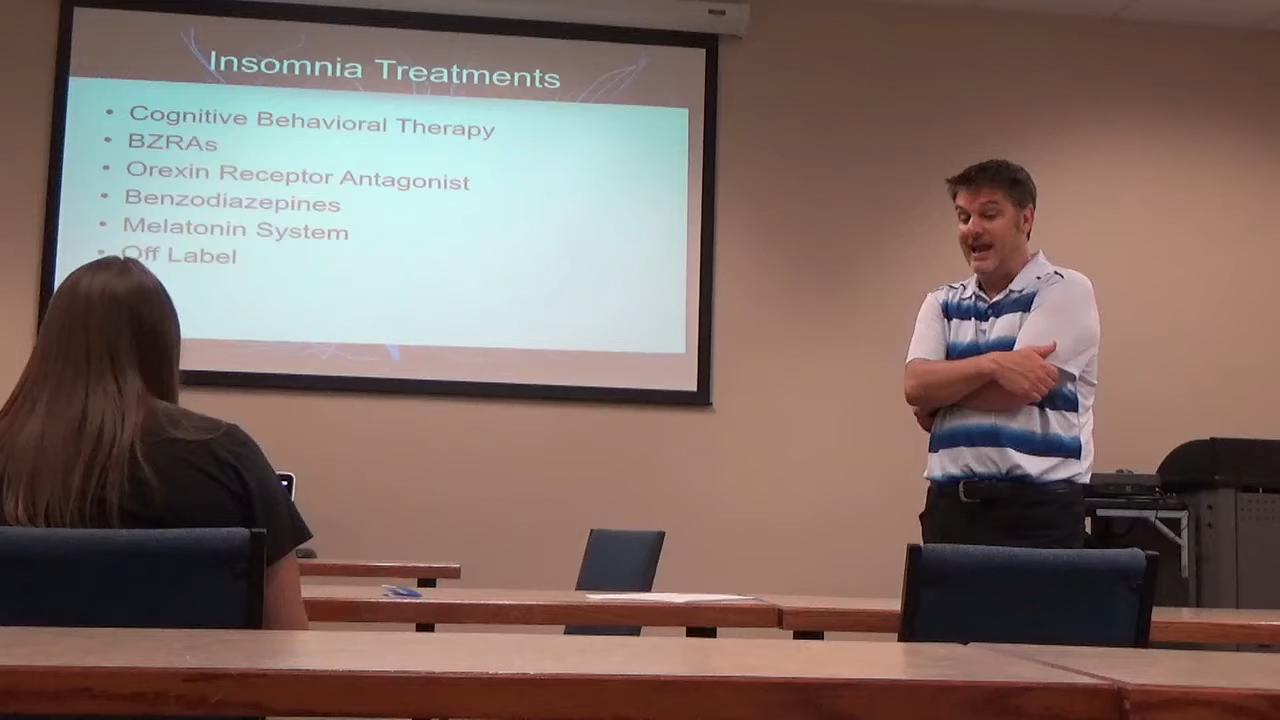 Insomnia Treatments
• Cognitive Behavioral Therapy
• BZRAs
• Orexin Receptor Antagonist
• Benzodiazepines
• Melatonin System
• Off Label